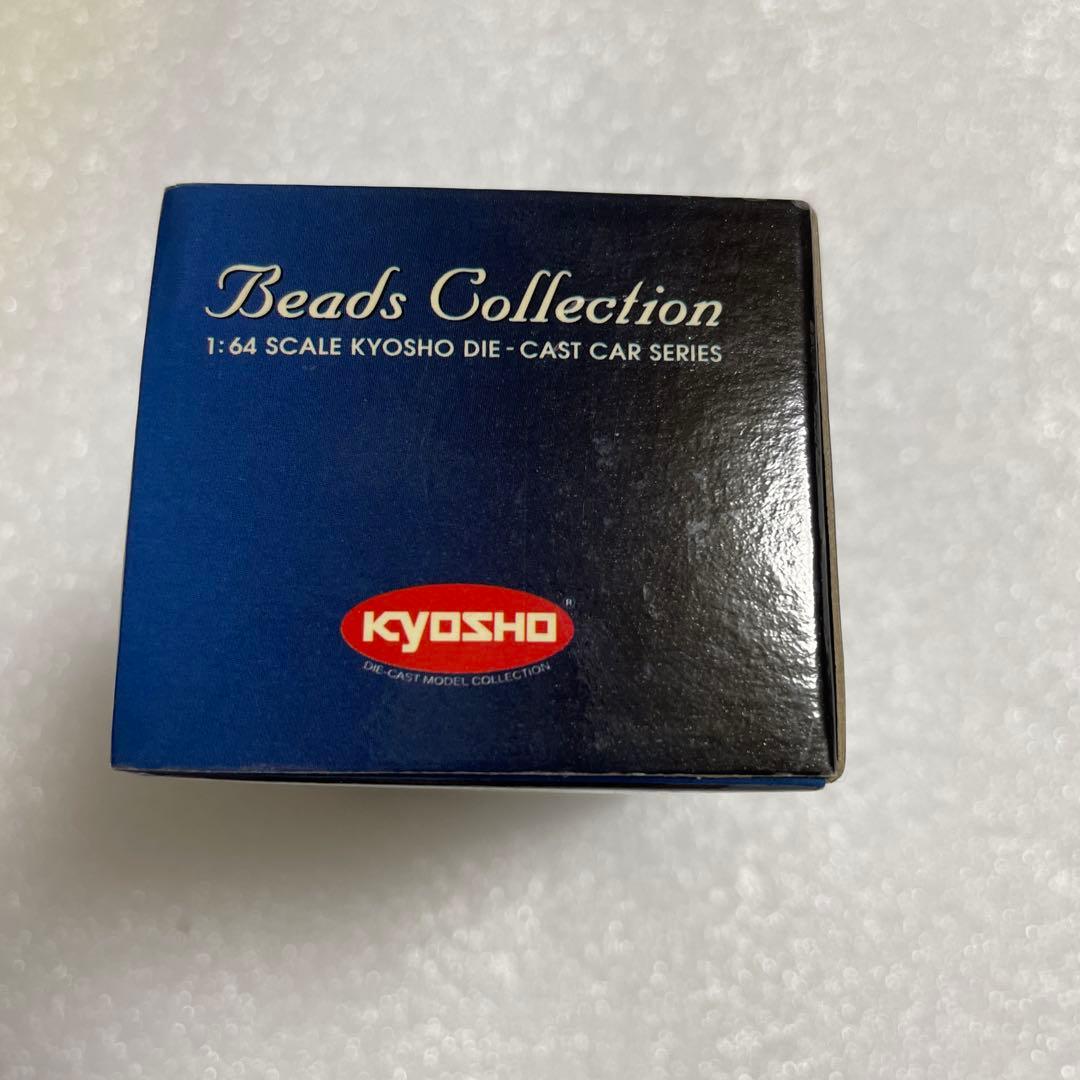 Beads Collection
1:64 SCALE KYOSHO DIE-CAST CAR SERIES
KYOSHO ®
DIE-CAST MODEL COLLECTION